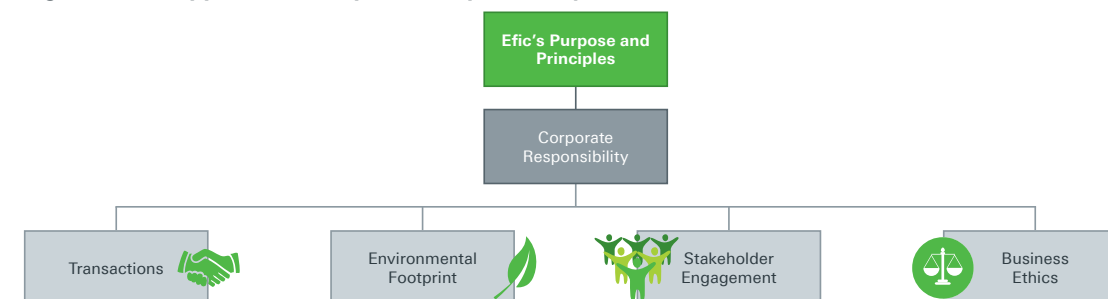 Efic's Purpose and
Principles
Corporate
Responsibility
Transactions
Environmental
Footprint
Stakeholder
Engagement
Business
Ethics